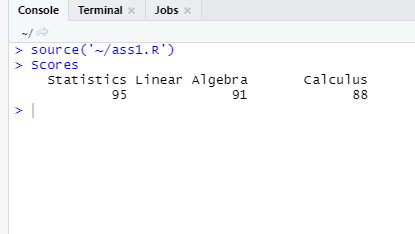 Console Terminal × Jobs ×
~/
> source('~/ass1.R')
> Scores
Statistics Linear Algebra Calculus
95 91 88
>